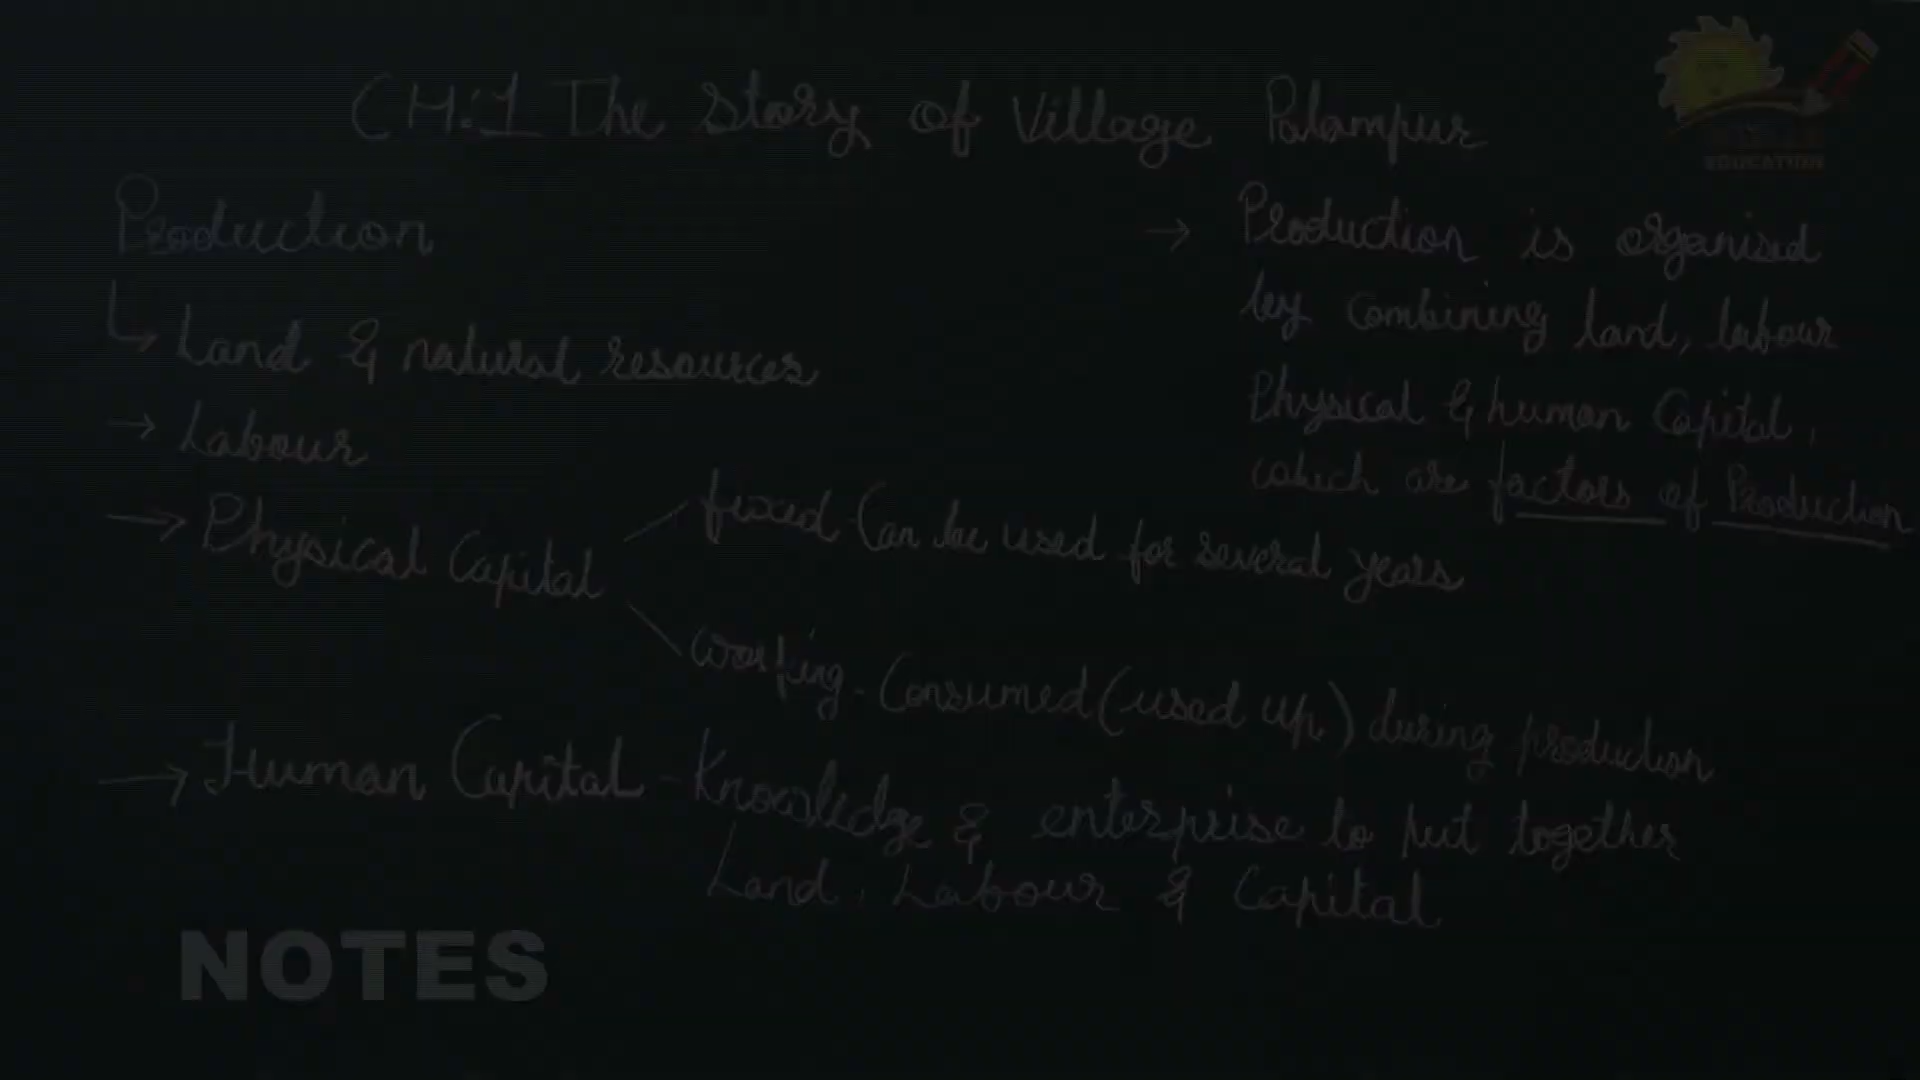 CH:1 The Story of Village Palampur
Production
Land & natural resources
→ Labour
→ Physical Capital
fixed - Can be used for several years
working - Consumed (used up) during production
→ Human Capital - Knowledge & enterprise to put together
Land, Labour & Capital
→ Production is organised
by combining land, labour
Physical & human Capital,
which are factors of Production
NOTES
EDUCATION